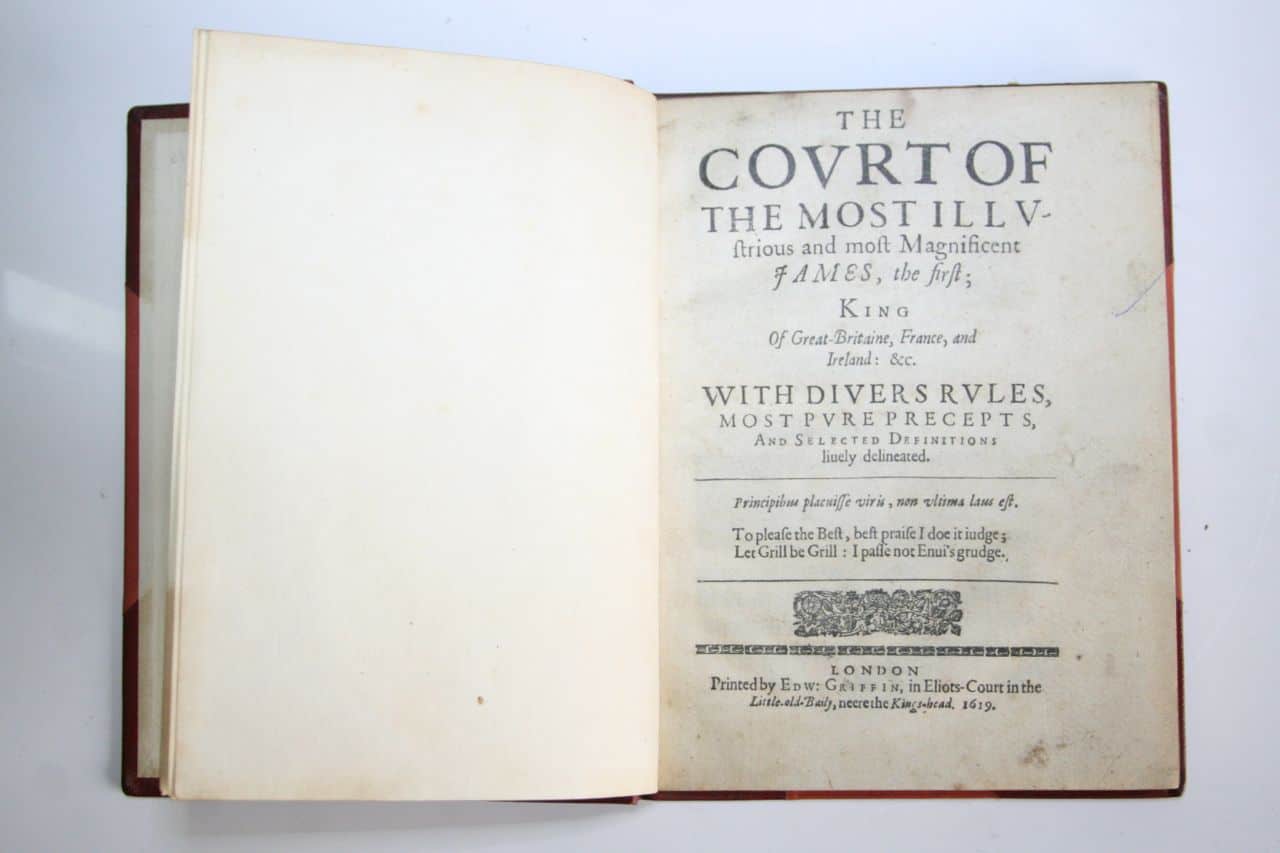 THE
COVRT OF
THE MOST ILLV-
ſtrious and moſt Magnificent
JAMES, the firſt;
KING
Of Great-Britaine, France, and
Ireland: &c.
WITH DIVERS RVLES,
MOST PVRE PRECEPTS,
AND SELECTED DEFINITIONS
liuely delineated.
Principibus placuiſſe viris, non vltima laus eſt.
To pleaſe the Beſt, beſt praiſe I doe it iudge;
Let Grill be Grill: I paſſe not Enui's grudge.
LONDON
Printed by EDW: GRIFFIN, in Eliots-Court in the
Little-old-Baily, neere the Kings-head. 1619.